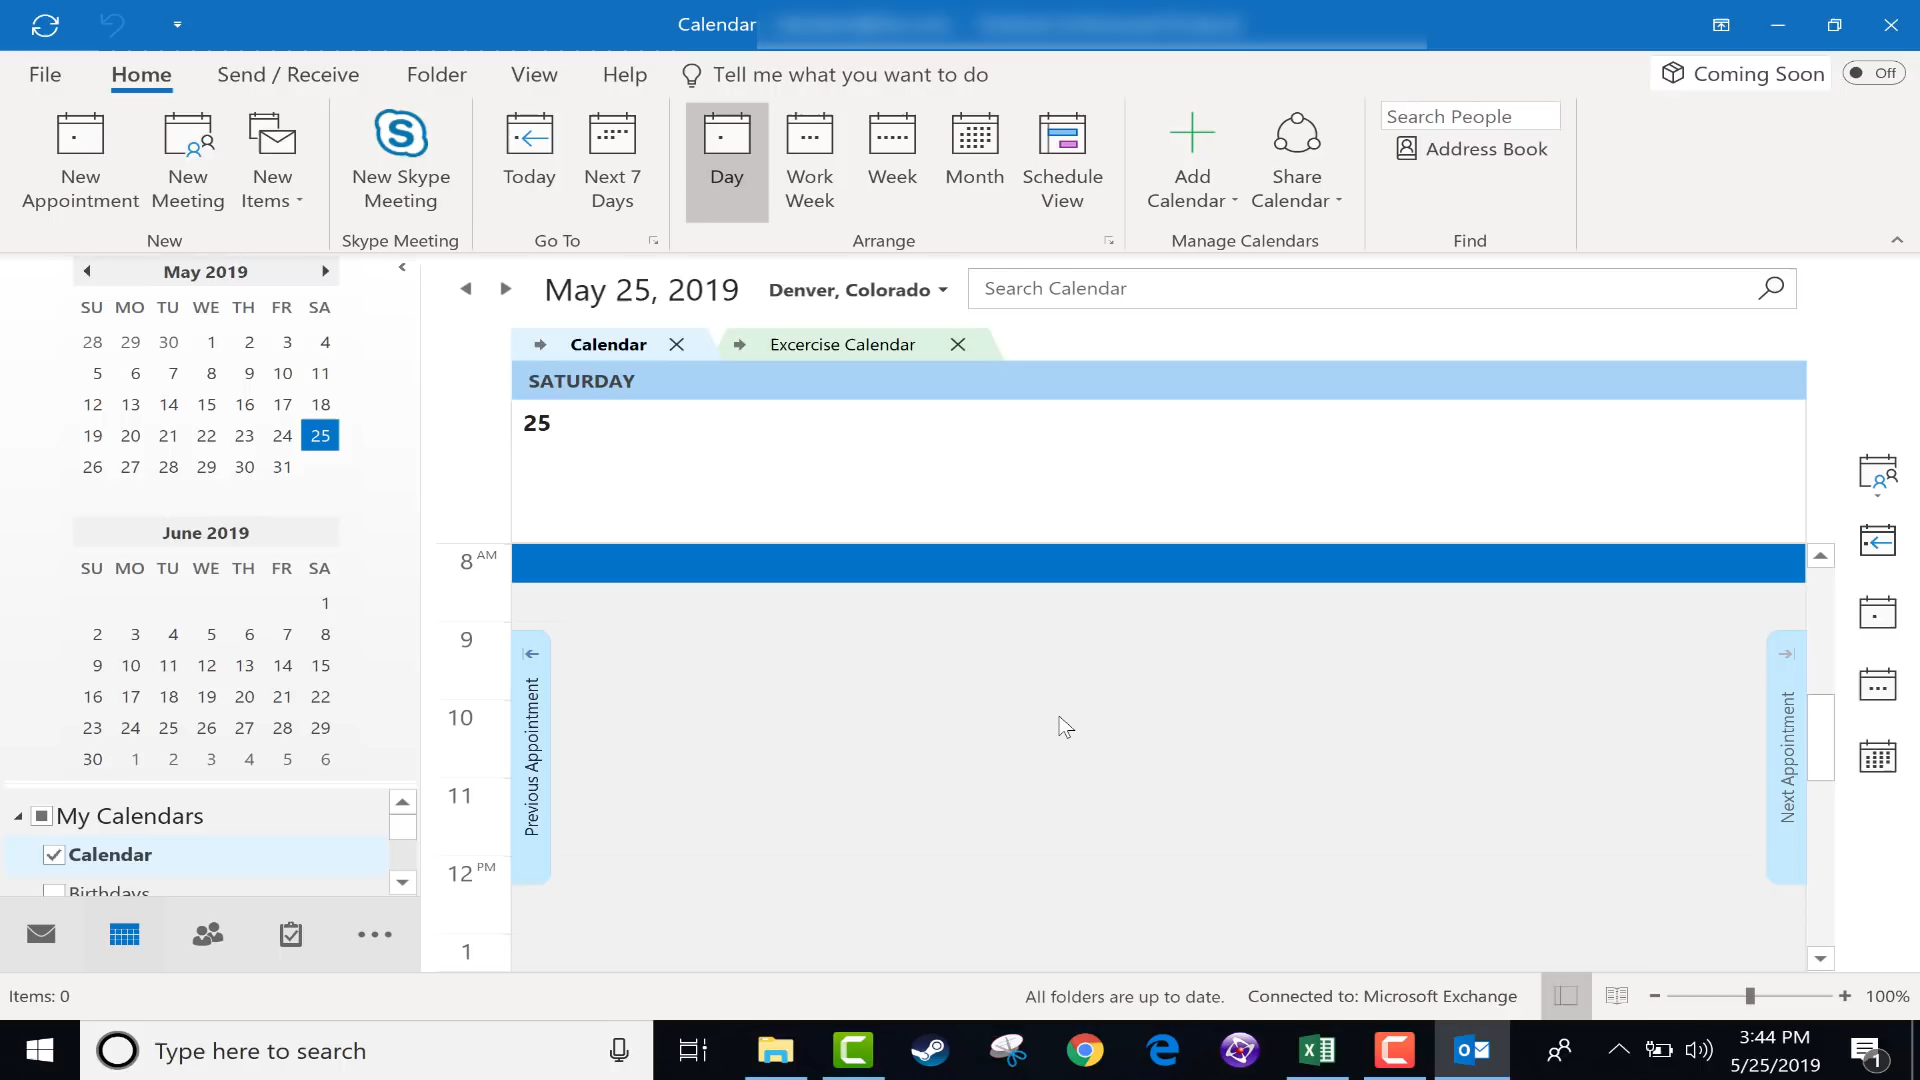 Calendar
File Home Send / Receive Folder View Help Tell me what you want to do Coming Soon Off
New Appointment
New Meeting
New Items
New Skype Meeting
Today
Next 7 Days
Day
Work Week
Week
Month
Schedule View
Add Calendar
Share Calendar
Search People
Address Book
New Skype Meeting Go To Arrange Manage Calendars Find
May 2019
SU MO TU WE TH FR SA
28 29 30 1 2 3 4
5 6 7 8 9 10 11
12 13 14 15 16 17 18
19 20 21 22 23 24 25
26 27 28 29 30 31
June 2019
SU MO TU WE TH FR SA
1
2 3 4 5 6 7 8
9 10 11 12 13 14 15
16 17 18 19 20 21 22
23 24 25 26 27 28 29
30 1 2 3 4 5 6
My Calendars
Calendar
Birthdays
May 25, 2019 Denver, Colorado Search Calendar
Calendar Excercise Calendar
SATURDAY
25
8 AM
9
10
11
12 PM
1
Previous Appointment
Next Appointment
Items: 0 All folders are up to date. Connected to: Microsoft Exchange 100%
Type here to search
3:44 PM
5/25/2019
1